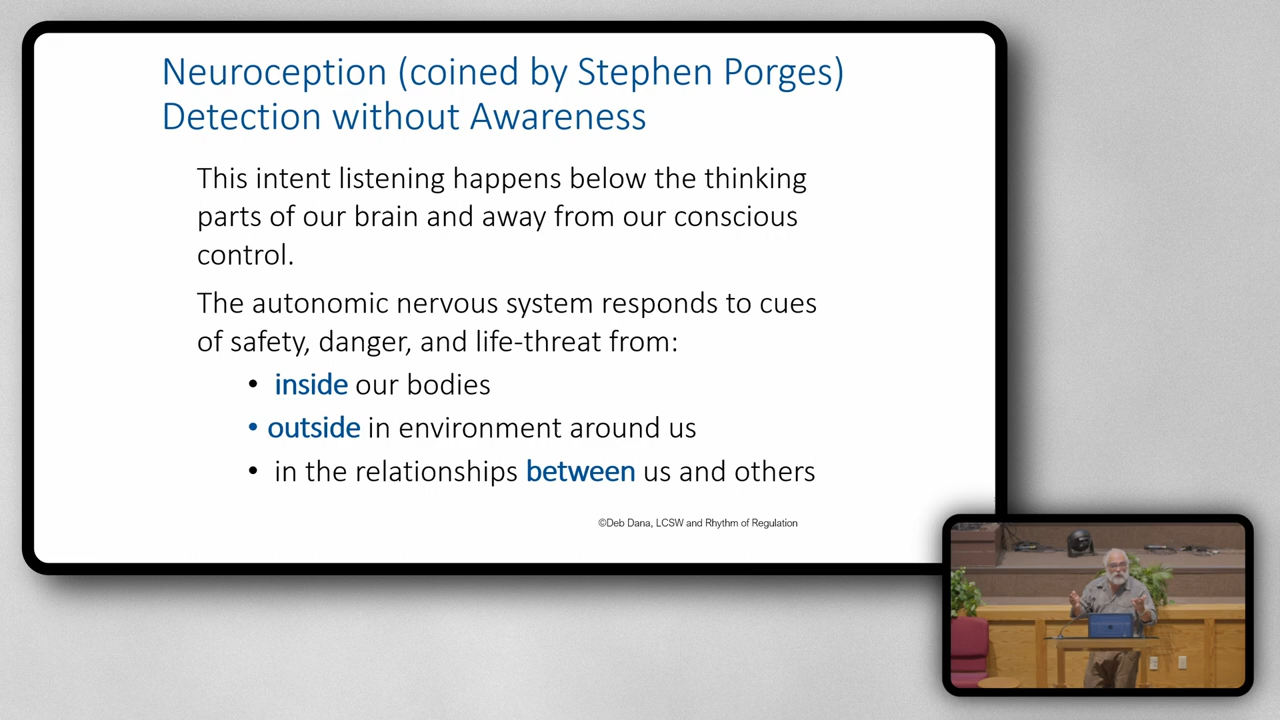 Neuroception (coined by Stephen Porges)
Detection without Awareness
This intent listening happens below the thinking
parts of our brain and away from our conscious
control.
The autonomic nervous system responds to cues
of safety, danger, and life-threat from:
• inside our bodies
• outside in environment around us
• in the relationships between us and others
©Deb Dana, LCSW and Rhythm of Regulation